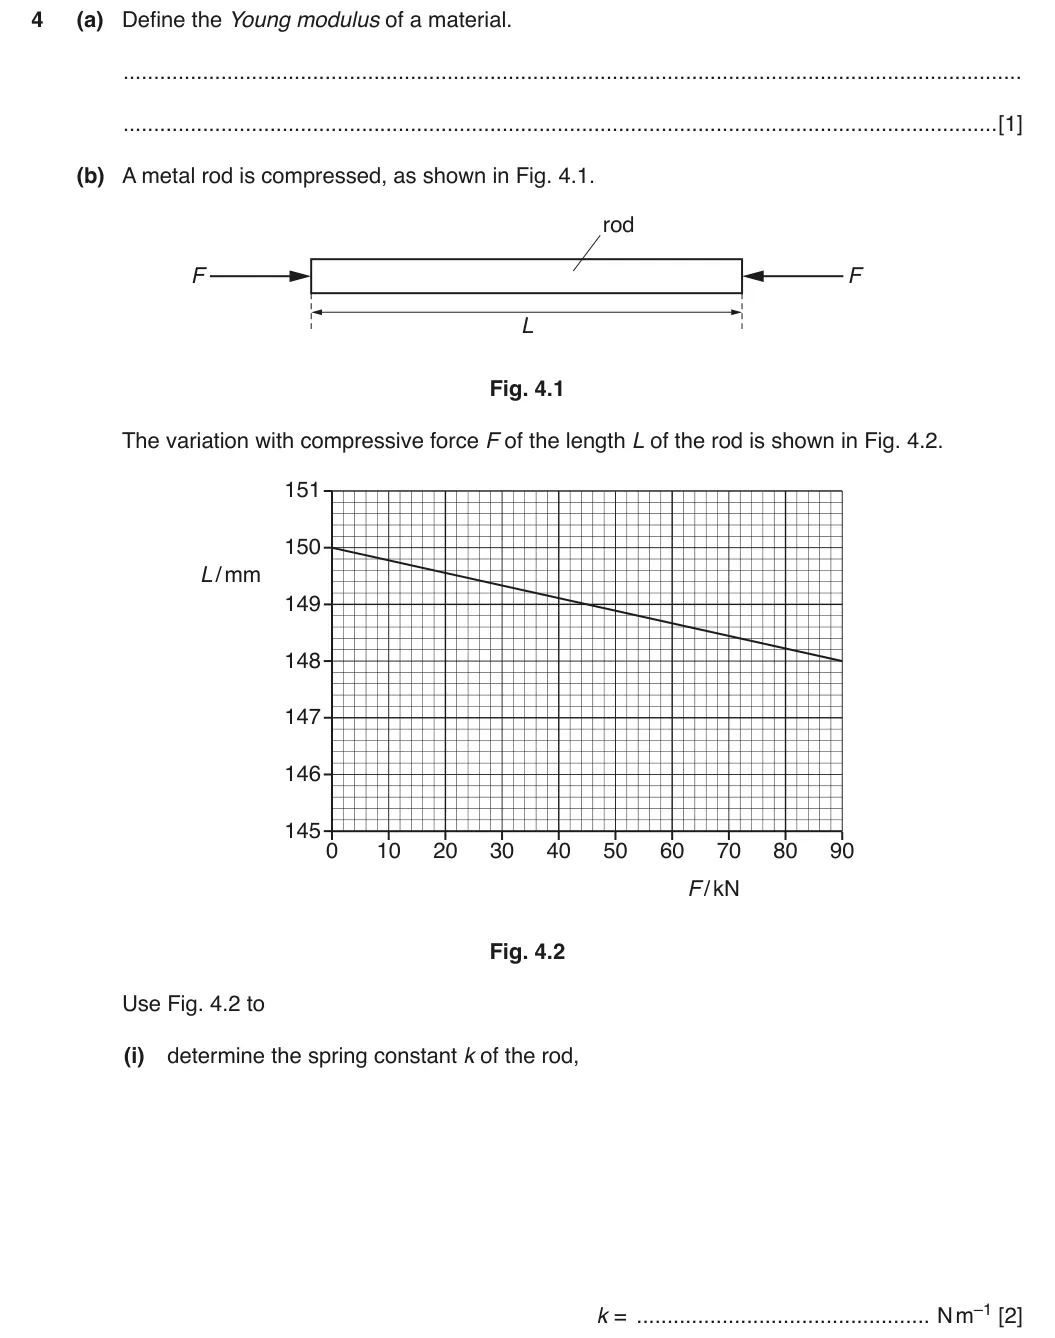 4 (a) Define the Young modulus of a material.
..........................................................................................................................................................
......................................................................................................................................................[1]
(b) A metal rod is compressed, as shown in Fig. 4.1.
rod
F F
L
Fig. 4.1
The variation with compressive force F of the length L of the rod is shown in Fig. 4.2.
151
150
L / mm
149
148
147
146
145
0 10 20 30 40 50 60 70 80 90
F / kN
Fig. 4.2
Use Fig. 4.2 to
(i) determine the spring constant k of the rod,
k = ................................................ N m–1 [2]